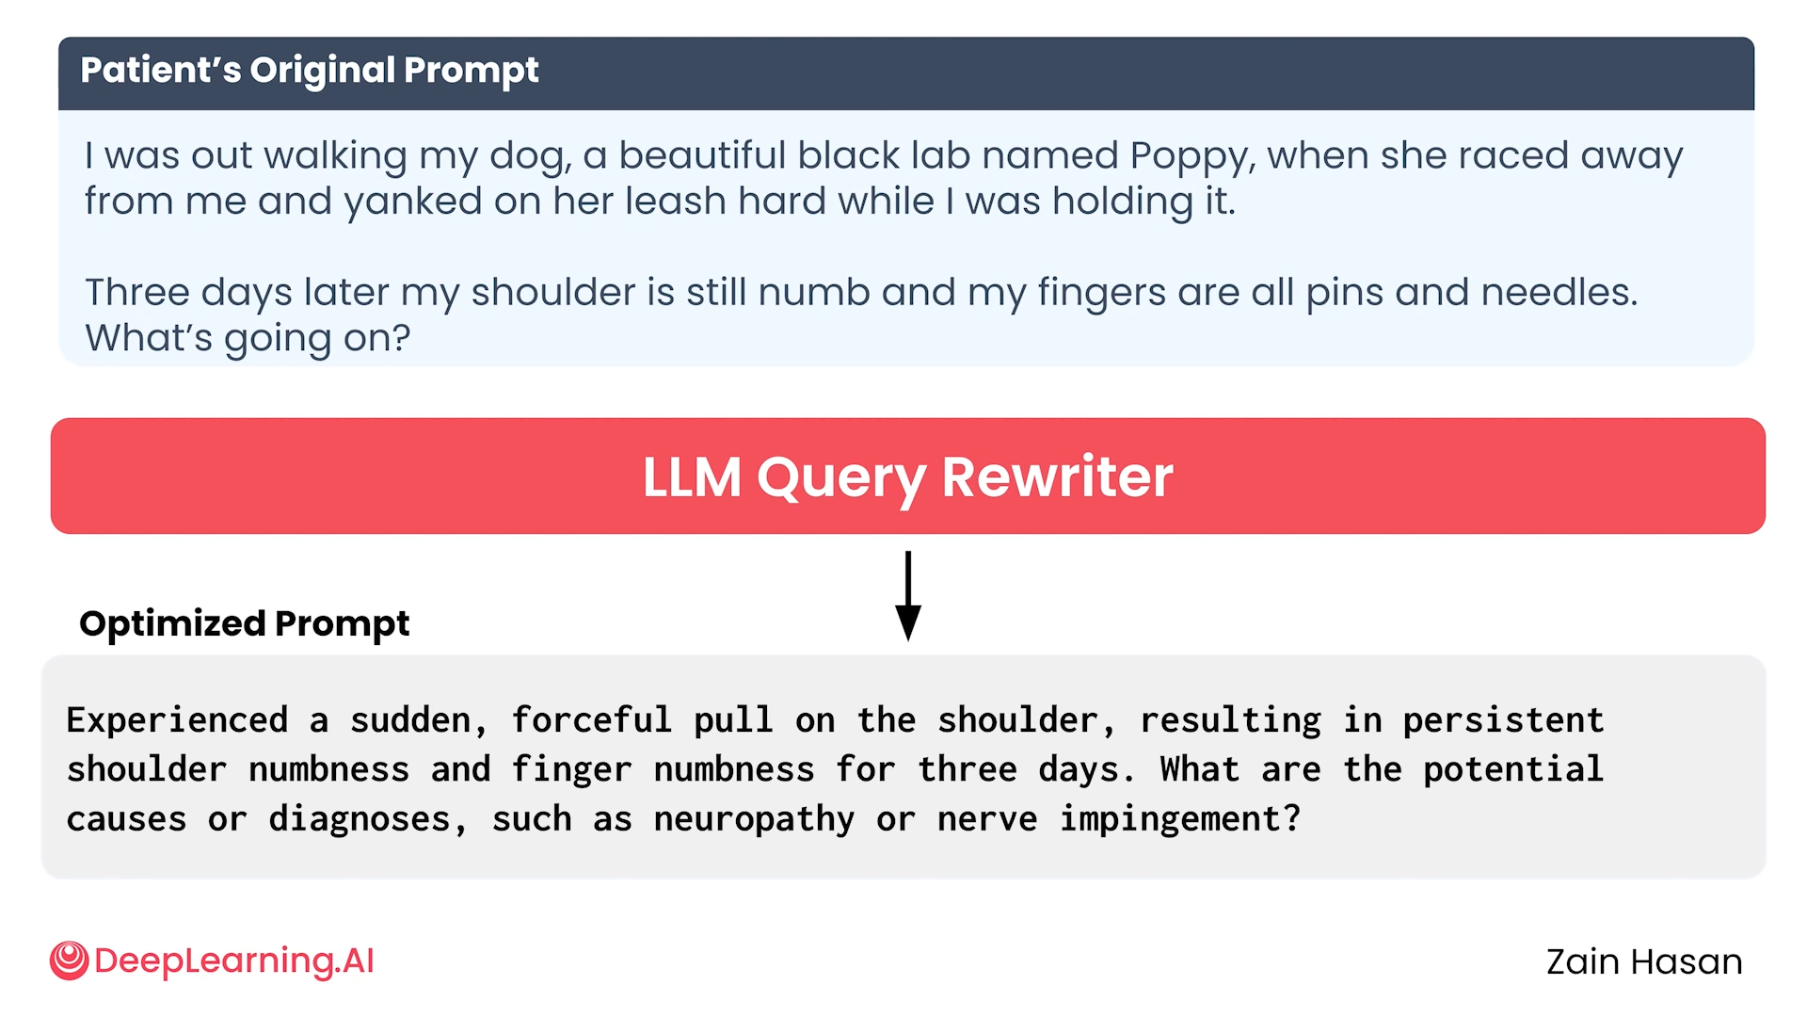 Patient’s Original Prompt
I was out walking my dog, a beautiful black lab named Poppy, when she raced away
from me and yanked on her leash hard while I was holding it.
Three days later my shoulder is still numb and my fingers are all pins and needles.
What’s going on?
LLM Query Rewriter
Optimized Prompt
Experienced a sudden, forceful pull on the shoulder, resulting in persistent
shoulder numbness and finger numbness for three days. What are the potential
causes or diagnoses, such as neuropathy or nerve impingement?
DeepLearning.AI
Zain Hasan